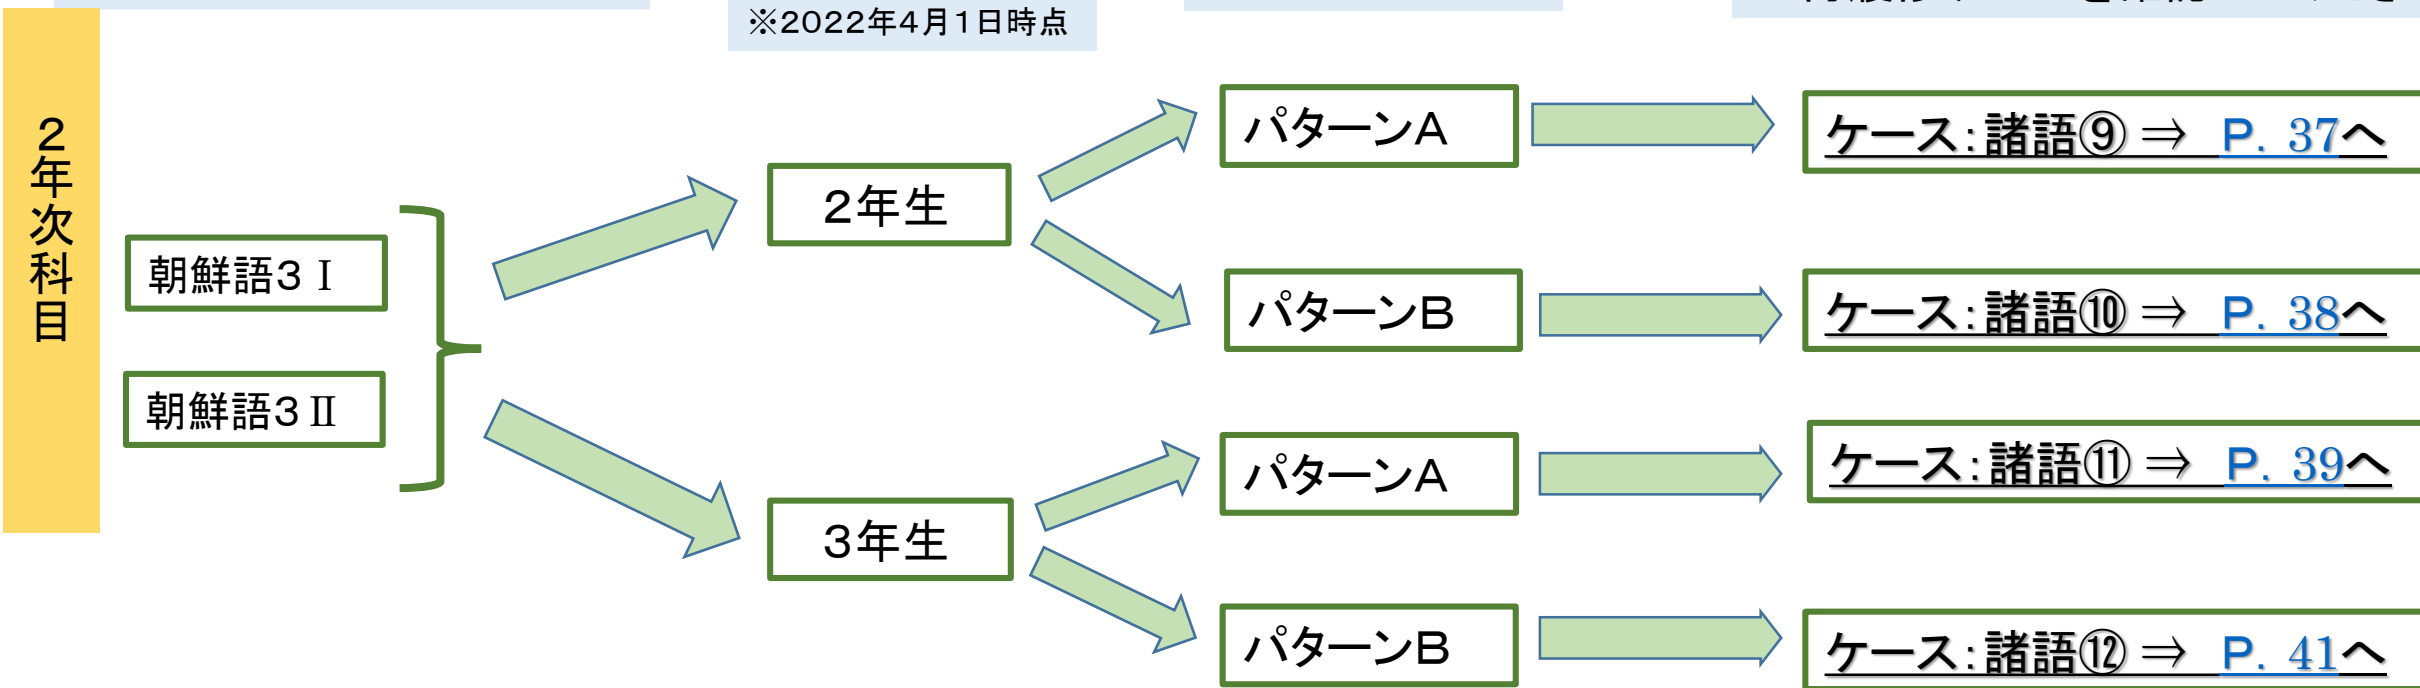 ※2022年4月1日時点
2年次科目
朝鮮語3 Ⅰ
朝鮮語3 Ⅱ
2年生
3年生
パターンA
パターンB
パターンA
パターンB
ケース:諸語⑨ ⇒ P. 37へ
ケース:諸語⑩ ⇒ P. 38へ
ケース:諸語⑪ ⇒ P. 39へ
ケース:諸語⑫ ⇒ P. 41へ